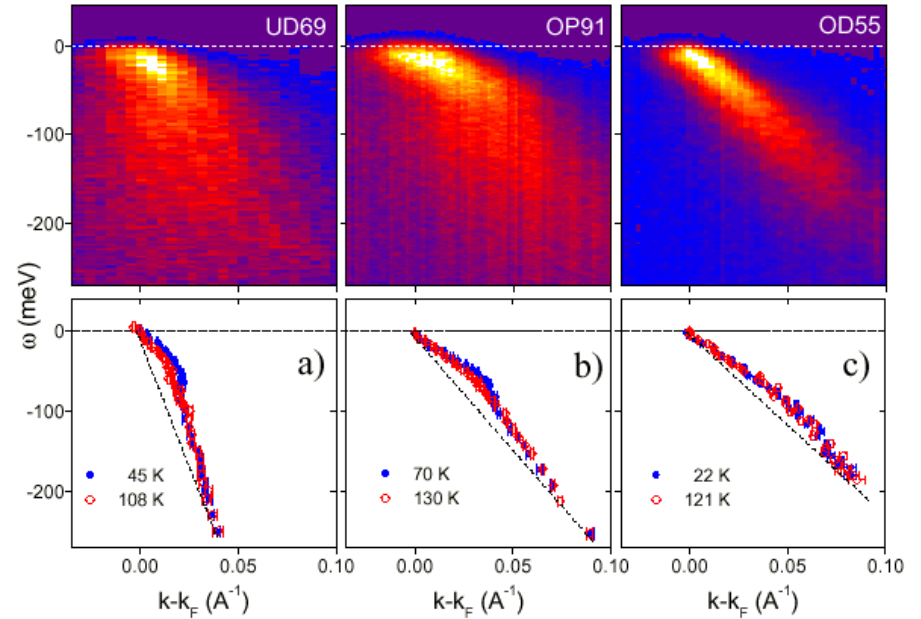 UD69
OP91
OD55
0
-100
-200
ω (meV)
0
-100
-200
a)
b)
c)
45 K
108 K
70 K
130 K
22 K
121 K
0.00
0.05
0.10
0.00
0.05
0.10
0.00
0.05
0.10
k-k_F (A⁻¹)
k-k_F (A⁻¹)
k-k_F (A⁻¹)